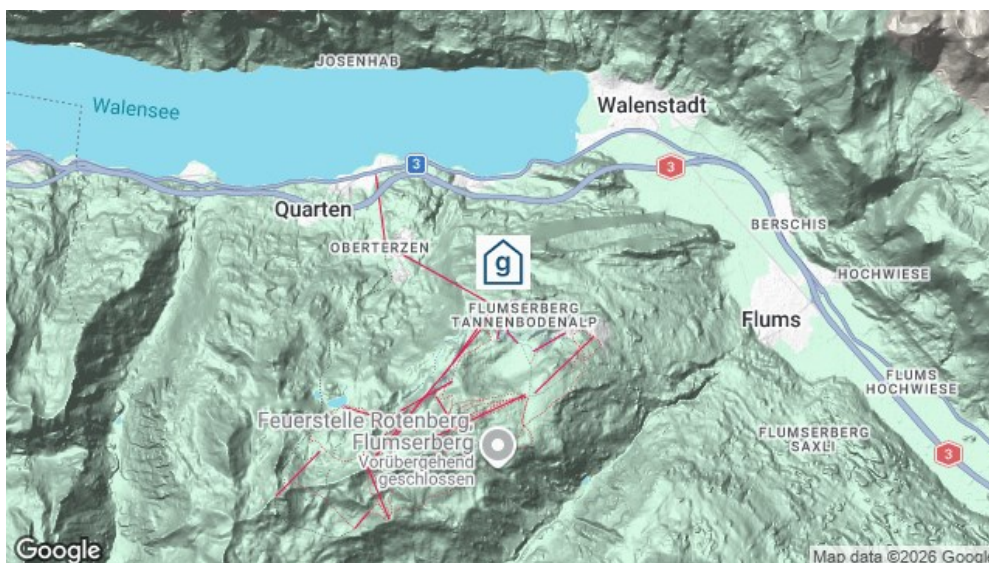 JOSENHAB
Walensee
Walenstadt
3
3
Quarten
BERSCHIS
OBERTERZEN
g
HOCHWIESE
FLUMSERBERG
TANNENBODENALP
Flums
FLUMS
HOCHWIESE
Feuerstelle Rotenberg,
Flumserberg
Vorübergehend
geschlossen
FLUMSERBERG
SAXLI
3
Google
Map data ©2026 Google